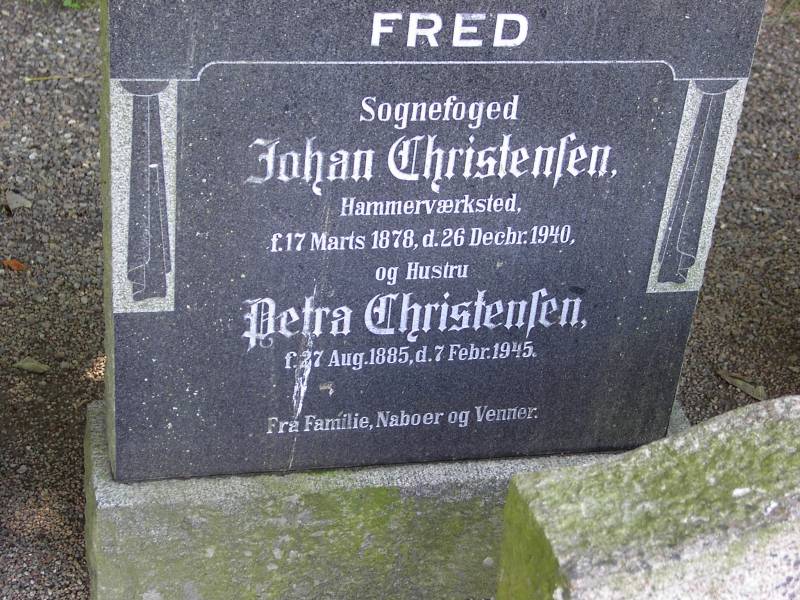 FRED
Sognefoged
Johan Christenſen,
Hammerværksted,
f. 17 Marts 1878, d. 26 Decbr. 1940,
og Hustru
Petra Christenſen,
f. 27 Aug. 1885, d. 7 Febr. 1945.
Fra Familie, Naboer og Venner.